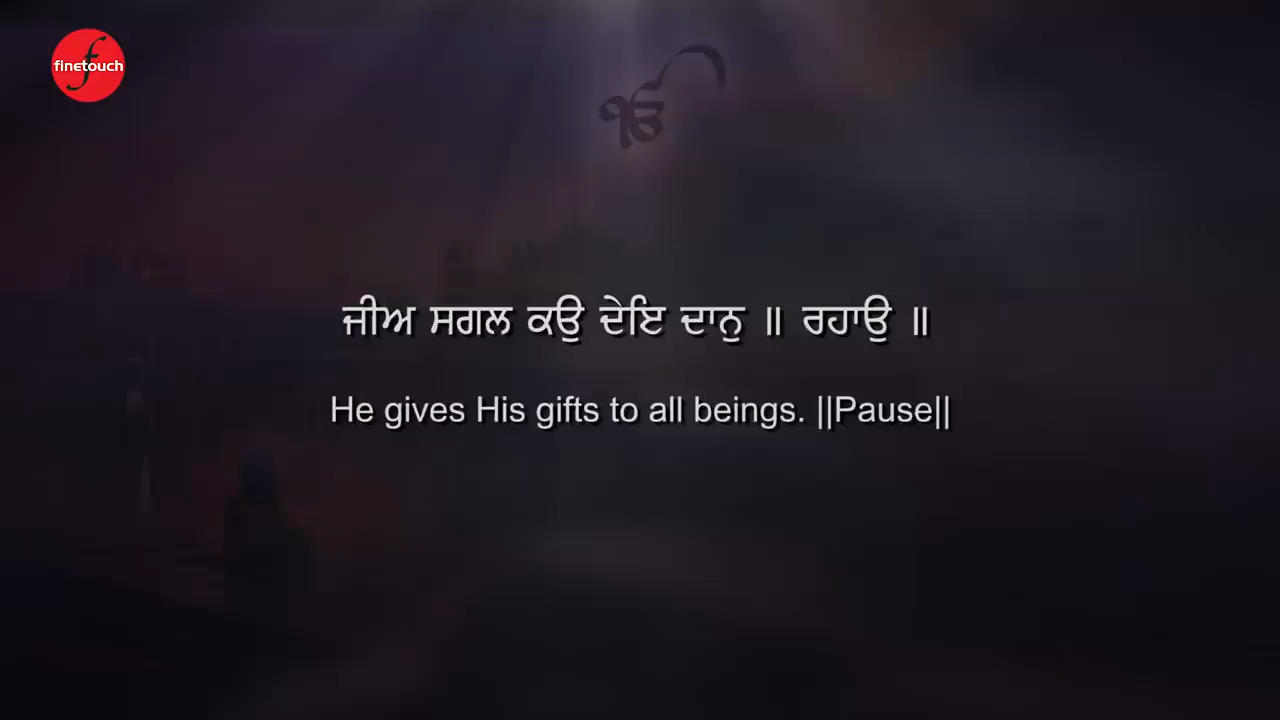 finetouch
ੴ
ਜੀਅ ਸਗਲ ਕਉ ਦੇਇ ਦਾਨੁ ॥ ਰਹਾਉ ॥
He gives His gifts to all beings. ||Pause||